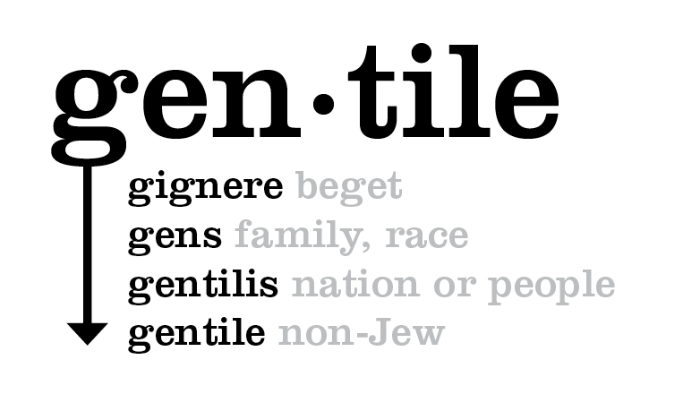 gen·tile
gignere beget
gens family, race
gentilis nation or people
gentile non-Jew